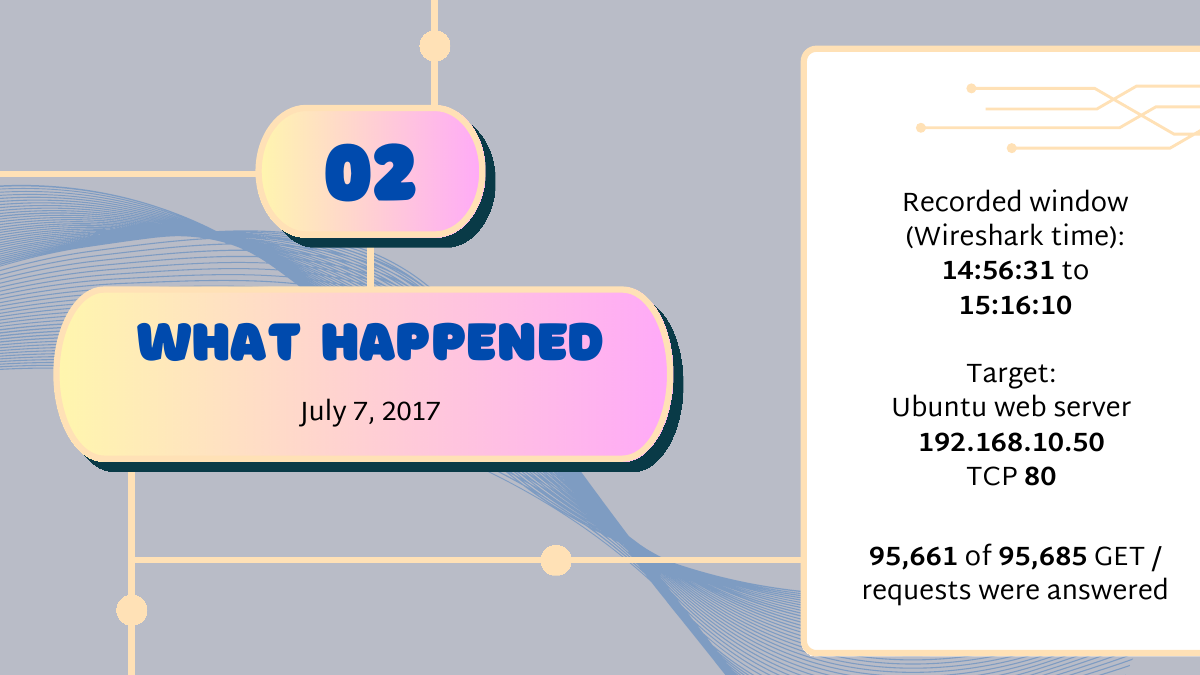 02
WHAT HAPPENED
July 7, 2017
Recorded window
(Wireshark time):
14:56:31 to
15:16:10
Target:
Ubuntu web server
192.168.10.50
TCP 80
95,661 of 95,685 GET /
requests were answered